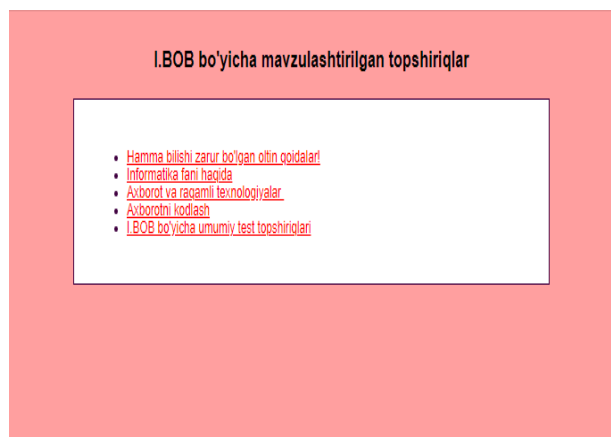 I.BOB bo'yicha mavzulashtirilgan topshiriqlar
Hamma bilishi zarur bo'lgan oltin qoidalar!
Informatika fani haqida
Axborot va raqamli texnologiyalar
Axborotni kodlash
I.BOB bo'yicha umumiy test topshiriqlari